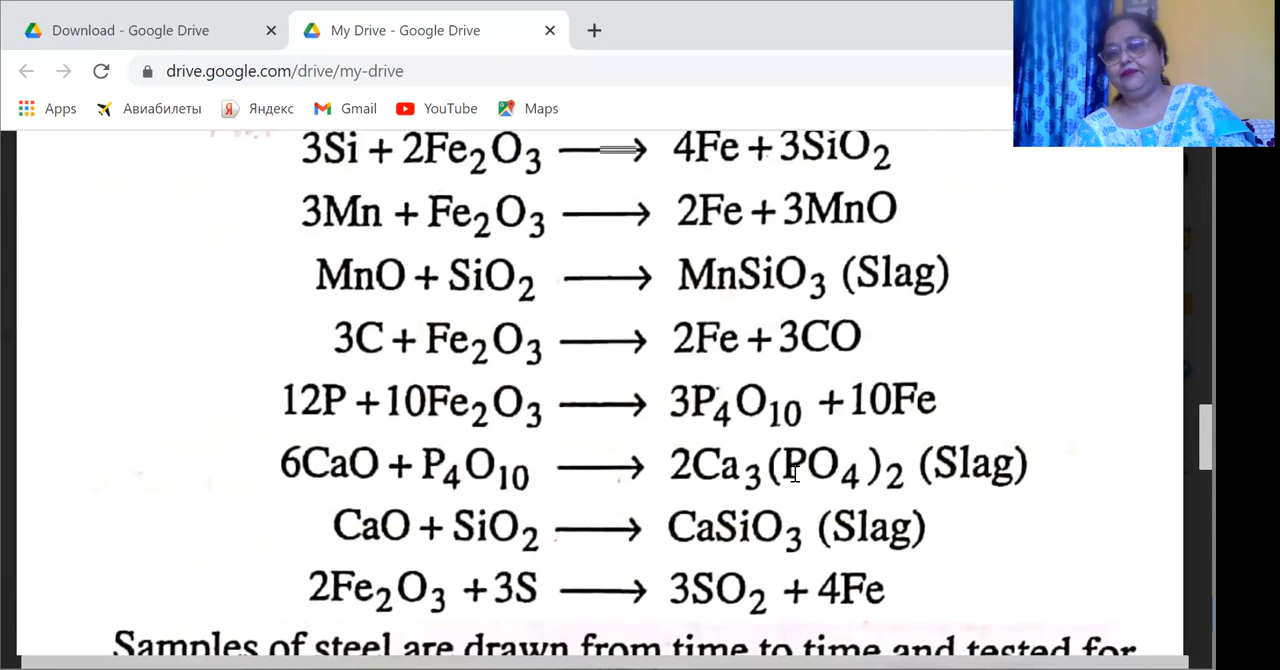 Download - Google Drive
My Drive - Google Drive
drive.google.com/drive/my-drive
Apps Авиабилеты Яндекс Gmail YouTube Maps
3Si + 2Fe₂O₃ ⟶ 4Fe + 3SiO₂
3Mn + Fe₂O₃ ⟶ 2Fe + 3MnO
MnO + SiO₂ ⟶ MnSiO₃ (Slag)
3C + Fe₂O₃ ⟶ 2Fe + 3CO
12P + 10Fe₂O₃ ⟶ 3P₄O₁₀ + 10Fe
6CaO + P₄O₁₀ ⟶ 2Ca₃(PO₄)₂ (Slag)
CaO + SiO₂ ⟶ CaSiO₃ (Slag)
2Fe₂O₃ + 3S ⟶ 3SO₂ + 4Fe
Samples of steel are drawn from time to time and tested for